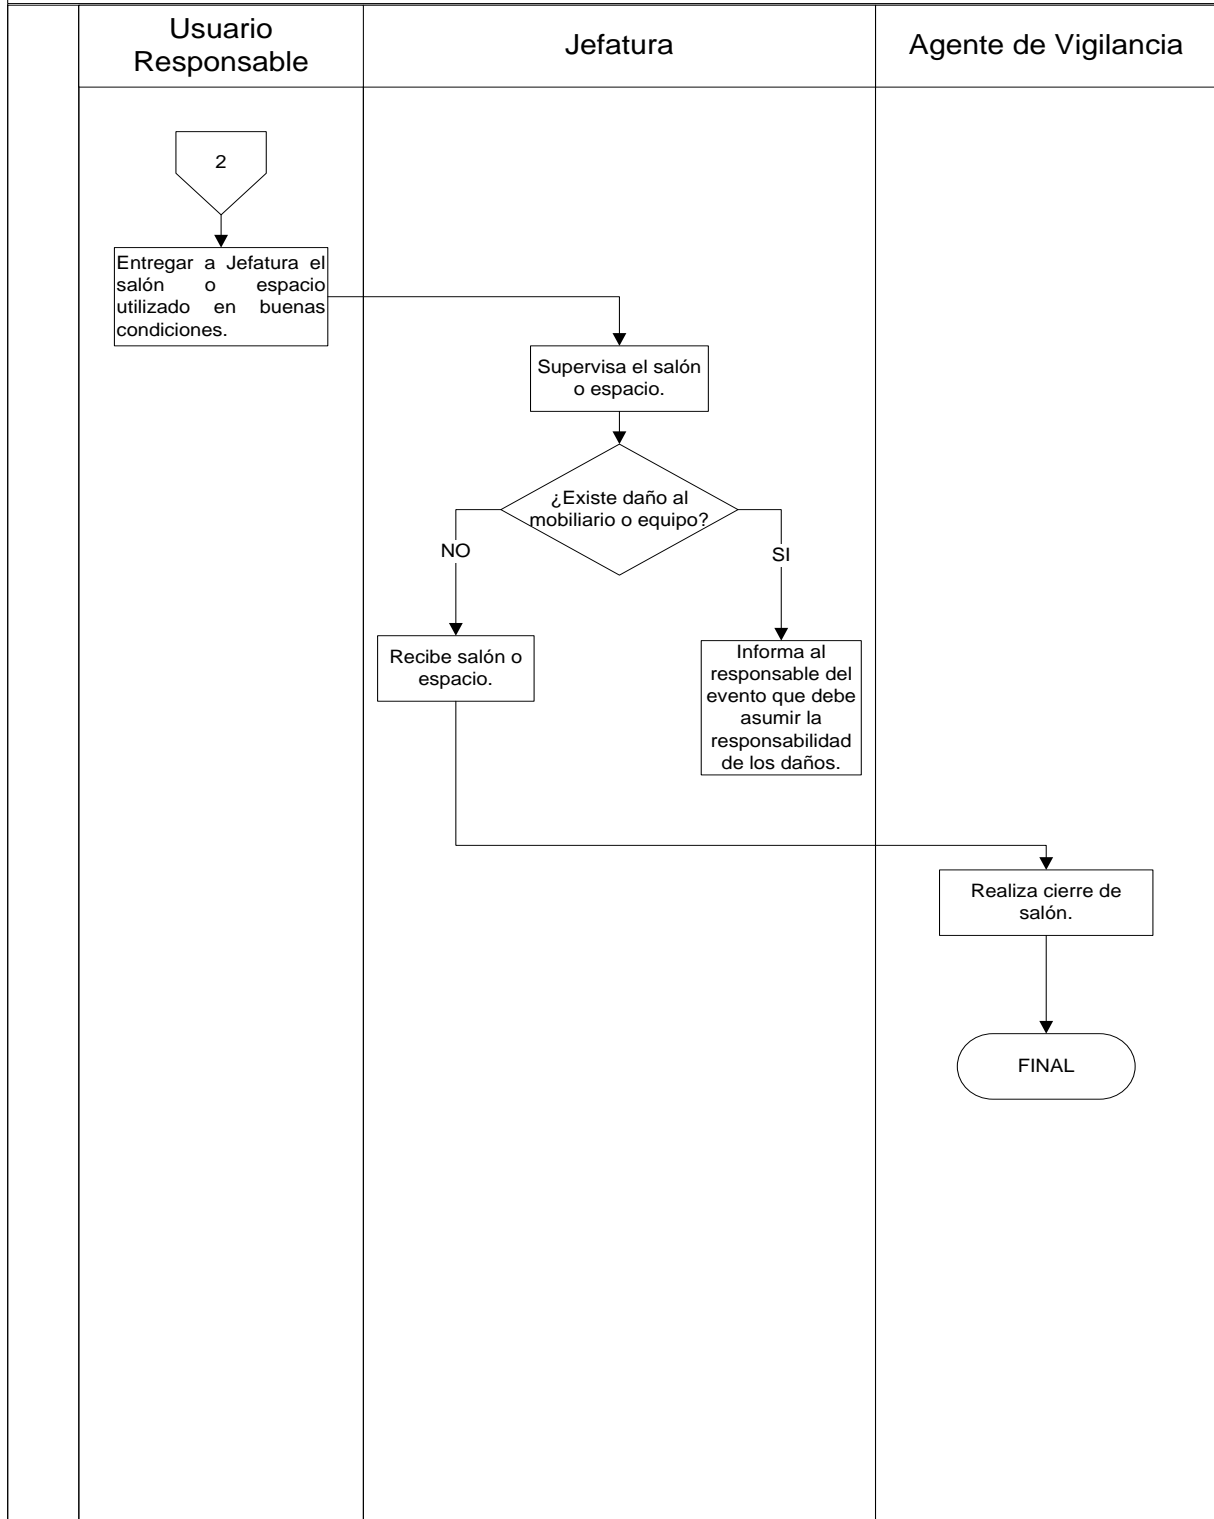 Usuario
Responsable
Jefatura
Agente de Vigilancia
2
Entregar a Jefatura el
salón o espacio
utilizado en buenas
condiciones.
Supervisa el salón
o espacio.
¿Existe daño al
mobiliario o equipo?
NO
SI
Recibe salón o
espacio.
Informa al
responsable del
evento que debe
asumir la
responsabilidad
de los daños.
Realiza cierre de
salón.
FINAL